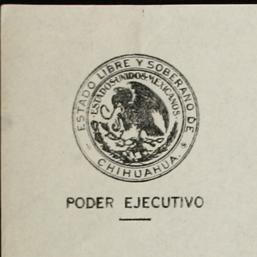 ESTADO LIBRE Y SOBERANO DE
CHIHUAHUA.
ESTADOS UNIDOS MEXICANOS
PODER EJECUTIVO